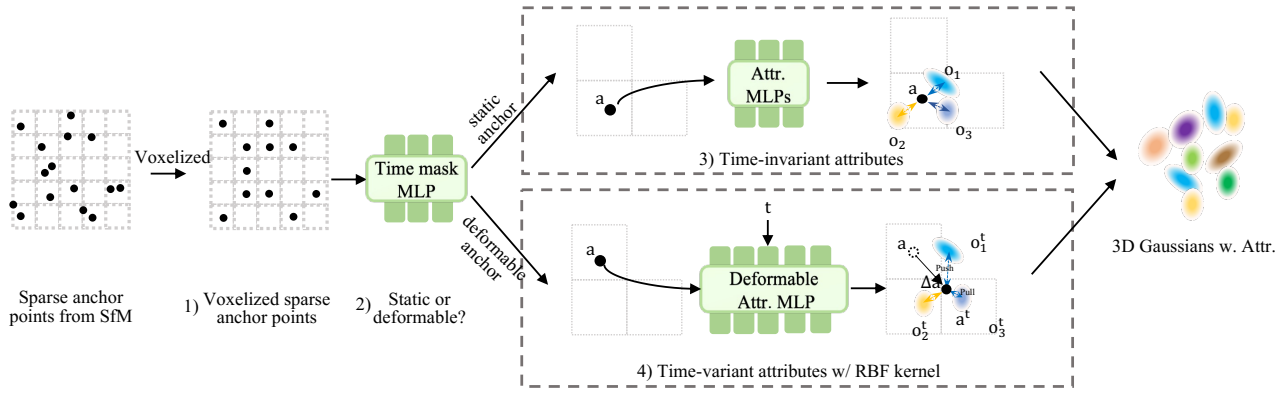 Sparse anchor
points from SfM
Voxelized
1) Voxelized sparse
anchor points
Time mask
MLP
2) Static or
deformable?
static
anchor
deformable
anchor
a
Attr.
MLPs
a
o₁
o₂
o₃
3) Time-invariant attributes
a
t
Deformable
Attr. MLP
a
Δa
Push
Pull
aᵗ
o₁ᵗ
o₂ᵗ
o₃ᵗ
4) Time-variant attributes w/ RBF kernel
3D Gaussians w. Attr.